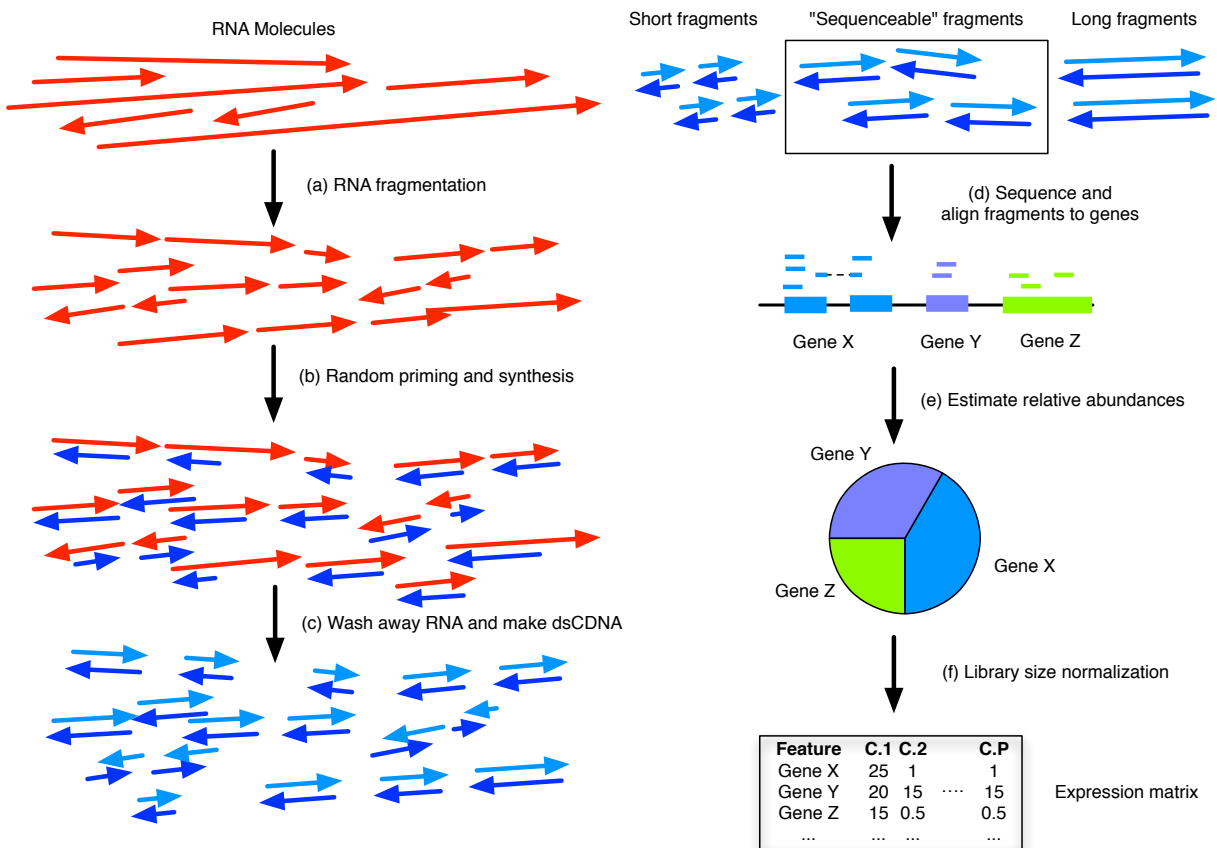 RNA Molecules
(a) RNA fragmentation
(b) Random priming and synthesis
(c) Wash away RNA and make dsCDNA
Short fragments
"Sequenceable" fragments
Long fragments
(d) Sequence and
align fragments to genes
Gene X
Gene Y
Gene Z
(e) Estimate relative abundances
Gene Y
Gene X
Gene Z
(f) Library size normalization
Feature C.1 C.2 C.P
Gene X 25 1 1
Gene Y 20 15 .... 15
Gene Z 15 0.5 0.5
... ... ... ...
Expression matrix